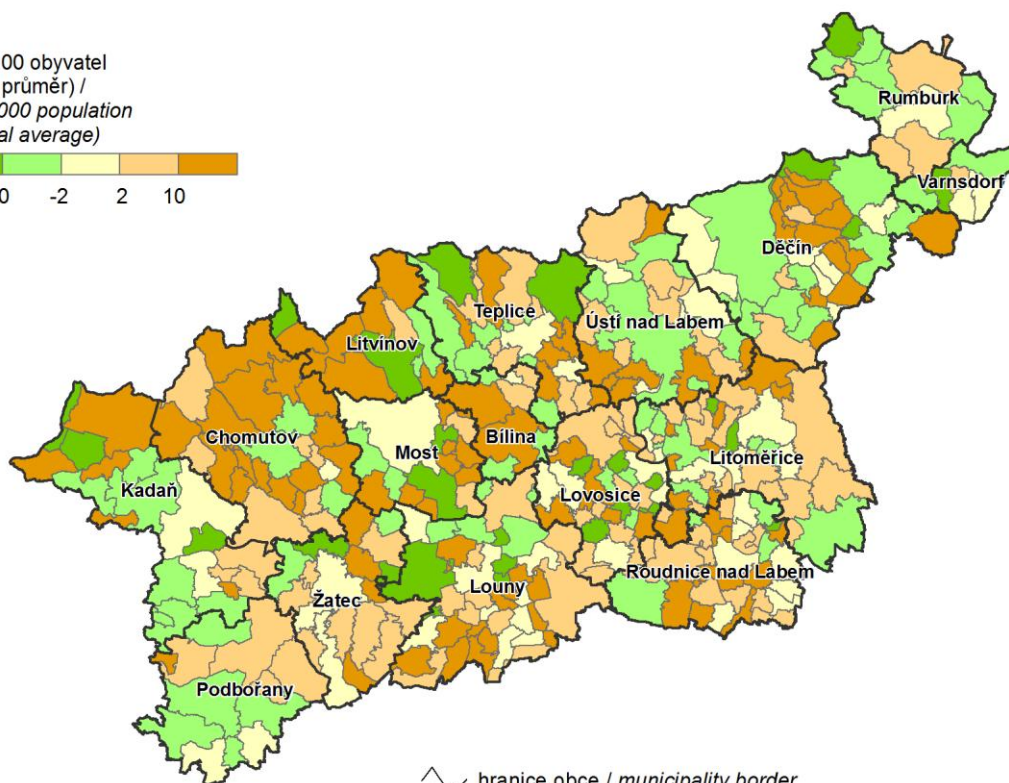 00 obyvatel
průměr) /
000 population
al average)
0 -2 2 10
Rumburk
Varnsdorf
Děčín
Teplice
Ústí nad Labem
Litvínov
Chomutov
Most
Bílina
Litoměřice
Kadaň
Lovosice
Roudnice nad Labem
Louny
Žatec
Podbořany
hranice obce / municipality border